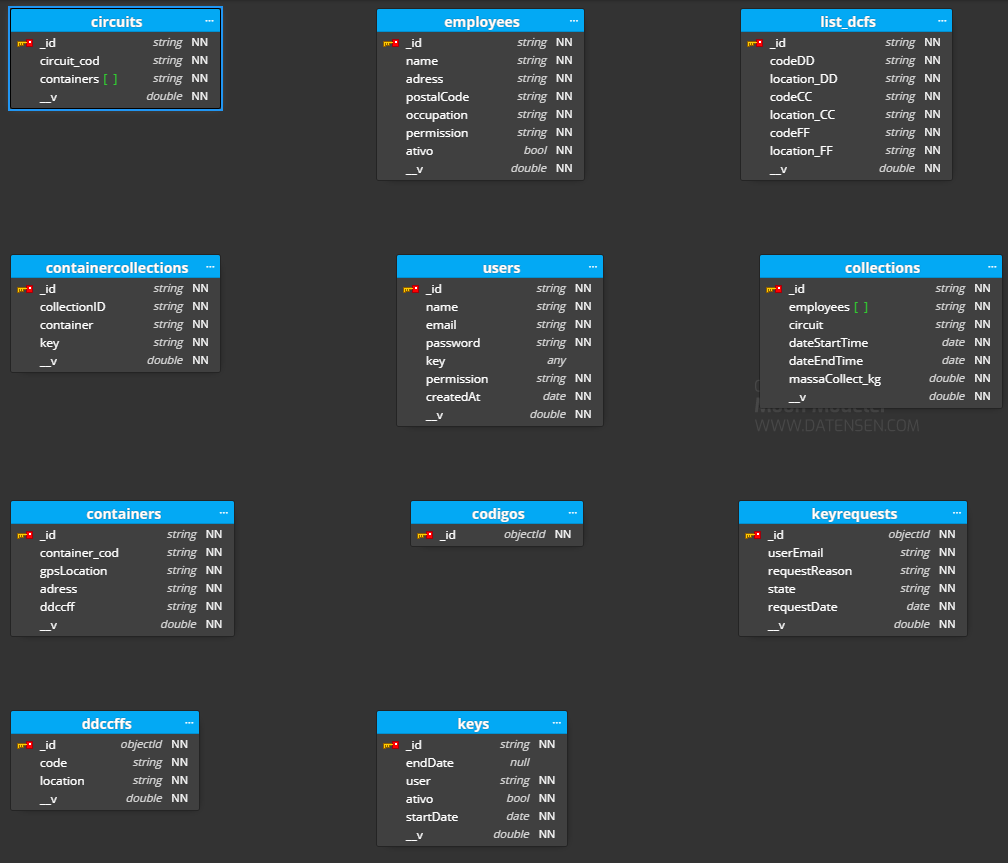 circuits ...
_id string NN
circuit_cod string NN
containers [ ] string NN
__v double NN
employees ...
_id string NN
name string NN
adress string NN
postalCode string NN
occupation string NN
permission string NN
ativo bool NN
__v double NN
list_dcfs ...
_id string NN
codeDD string NN
location_DD string NN
codeCC string NN
location_CC string NN
codeFF string NN
location_FF string NN
__v double NN
containercollections ...
_id string NN
collectionID string NN
container string NN
key string NN
__v double NN
users ...
_id string NN
name string NN
email string NN
password string NN
key any
permission string NN
createdAt date NN
__v double NN
collections ...
_id string NN
employees [ ] string NN
circuit string NN
dateStartTime date NN
dateEndTime date NN
massaCollect_kg double NN
__v double NN
Moon Modeler
WWW.DATENSEN.COM
containers ...
_id string NN
container_cod string NN
gpsLocation string NN
adress string NN
ddccff string NN
__v double NN
codigos ...
_id objectId NN
keyrequests ...
_id objectId NN
userEmail string NN
requestReason string NN
state string NN
requestDate date NN
__v double NN
ddccffs ...
_id objectId NN
code string NN
location string NN
__v double NN
keys ...
_id string NN
endDate null
user string NN
ativo bool NN
startDate date NN
__v double NN